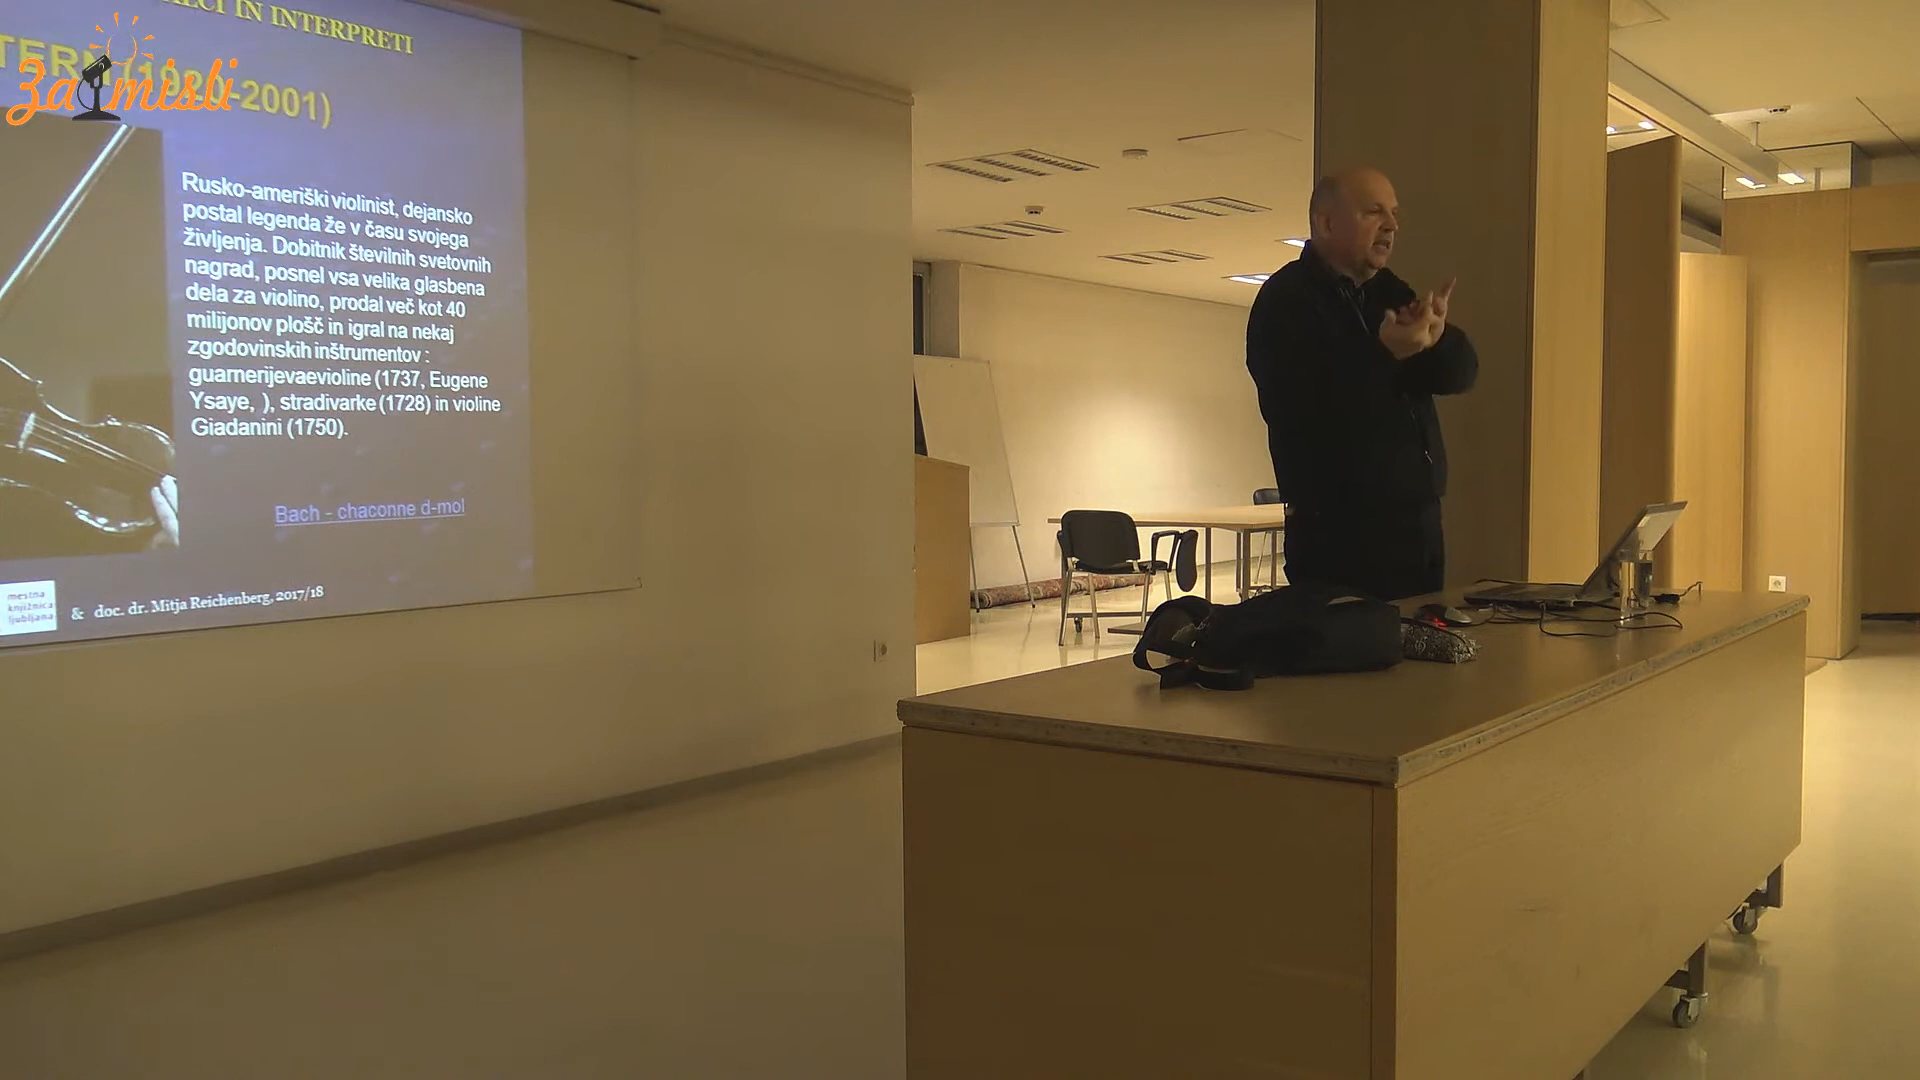 IN INTERPRETI
TERN (1920-2001)
Za misli
Rusko-ameriški violinist, dejansko
postal legenda že v času svojega
življenja. Dobitnik številnih svetovnih
nagrad, posnel vsa velika glasbena
dela za violino, prodal več kot 40
milijonov plošč in igral na nekaj
zgodovinskih inštrumentov :
guarnerijevaevioline (1737, Eugene
Ysaye, ), stradivarke (1728) in violine
Giadanini (1750).
Bach - chaconne d-mol
mestna
knjižnica
ljubljana
& doc. dr. Mitja Reichenberg, 2017/18